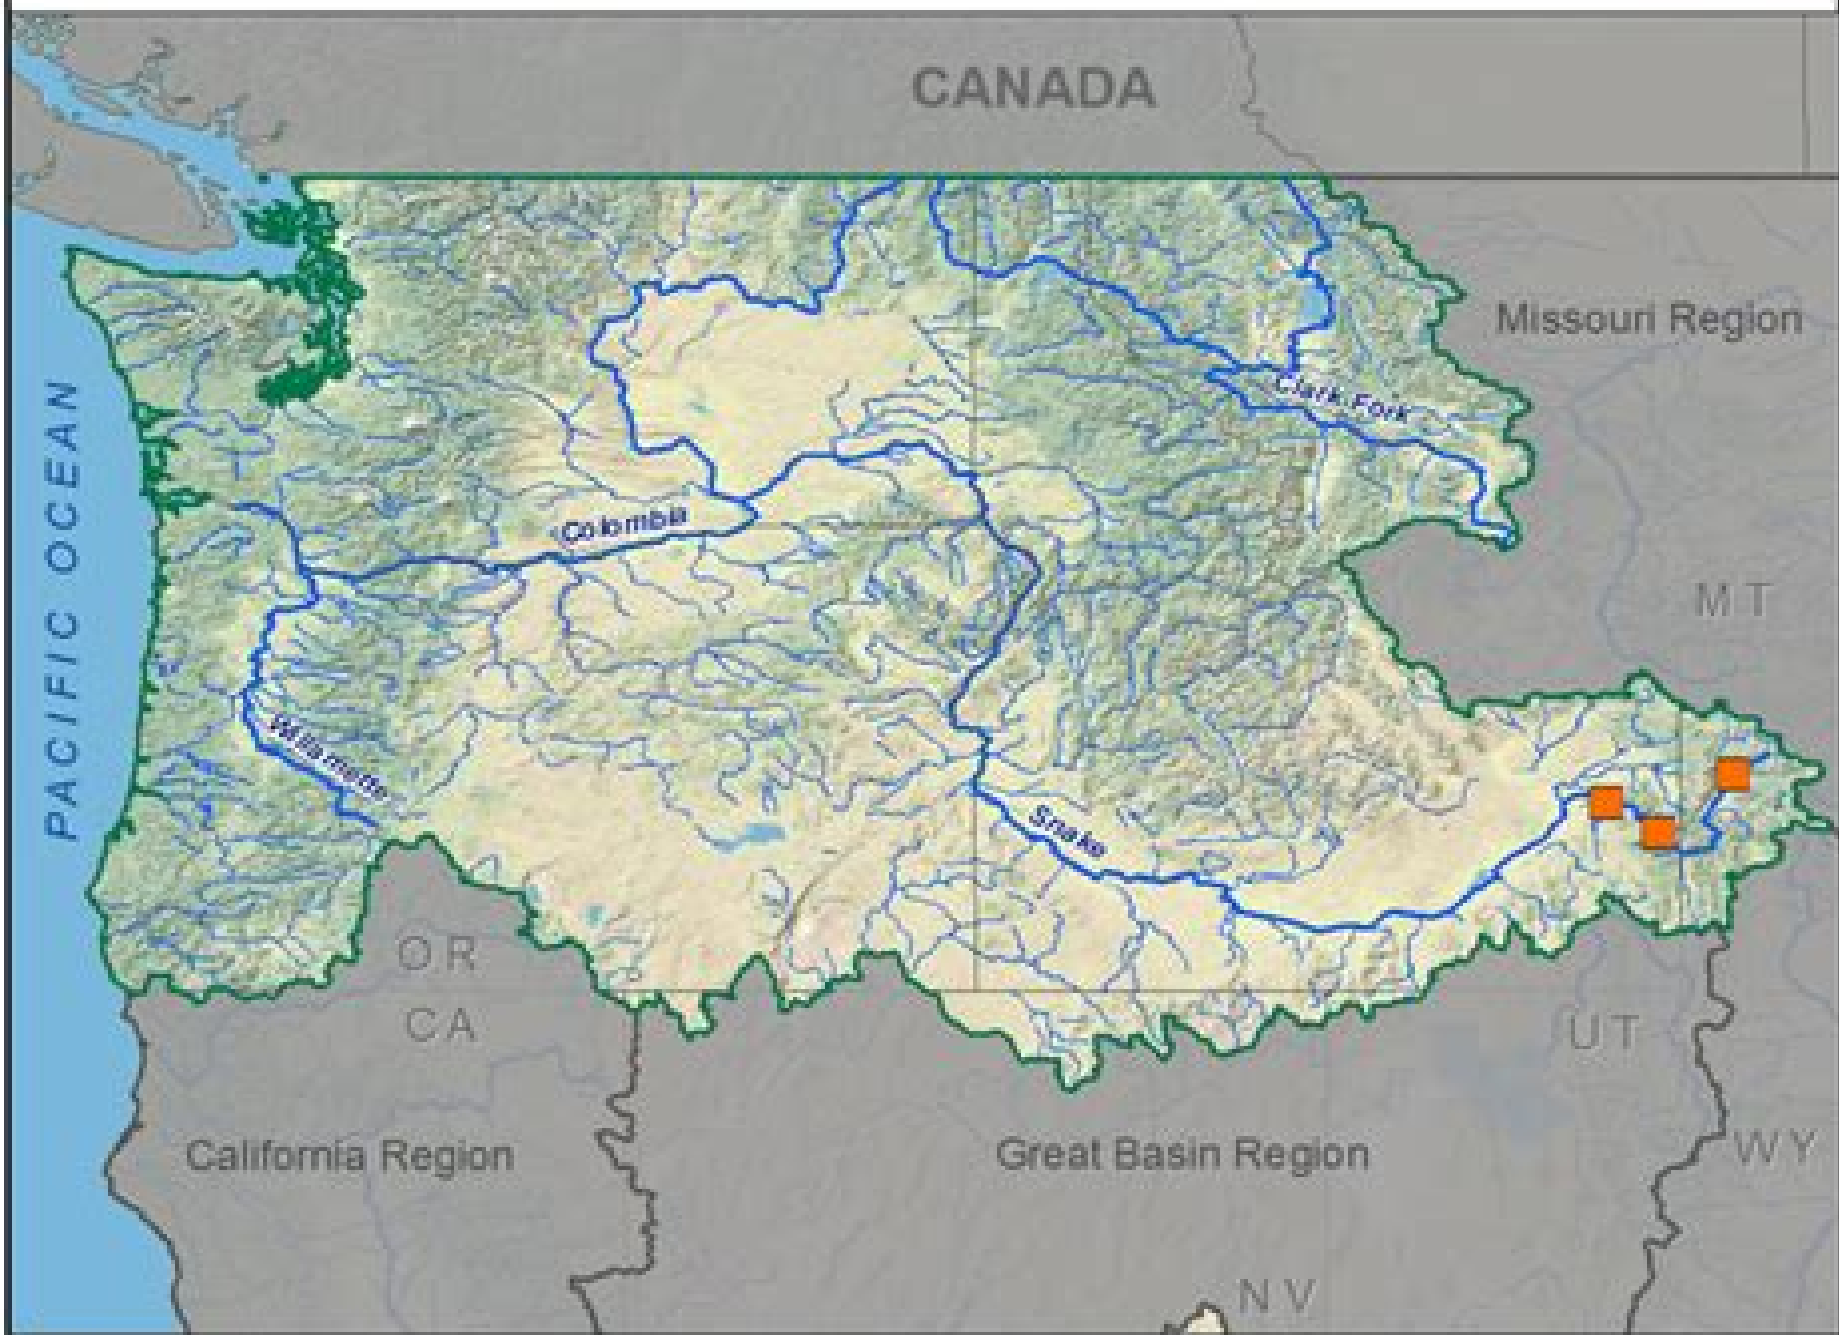 CANADA
Missouri Region
Clark Fork
PACIFIC OCEAN
Colombia
MT
Willamette
Snake
OR
CA
UT
California Region
Great Basin Region
WY
NV